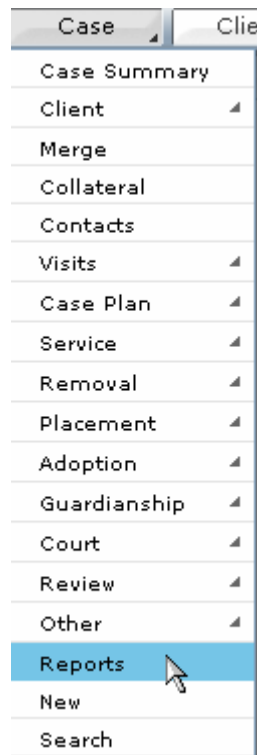 Case
Clie
Case Summary
Client
Merge
Collateral
Contacts
Visits
Case Plan
Service
Removal
Placement
Adoption
Guardianship
Court
Review
Other
Reports
New
Search